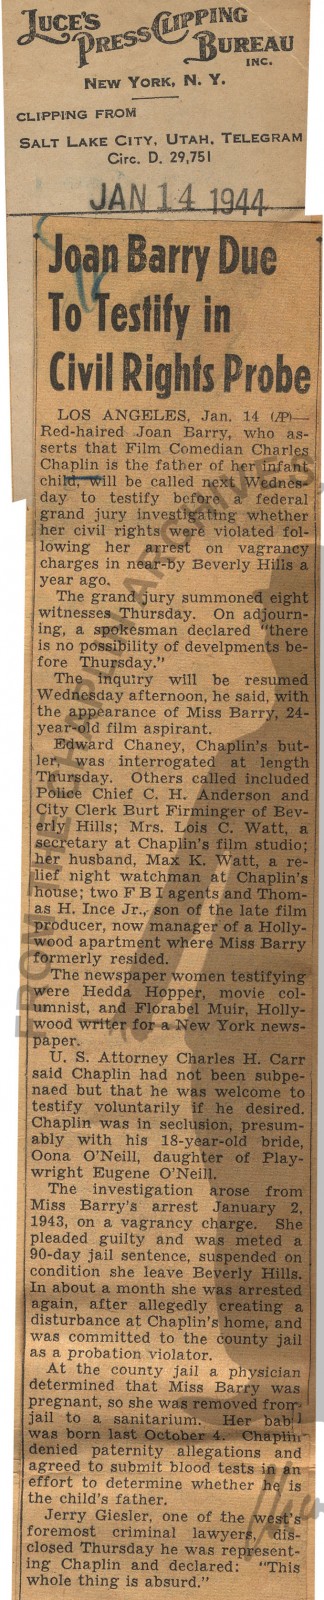 LUCE'S
PRESS CLIPPING
BUREAU
INC.
NEW YORK, N. Y.
CLIPPING FROM
SALT LAKE CITY, UTAH, TELEGRAM
Circ. D. 29,751
JAN 14 1944
Joan Barry Due
To Testify in
Civil Rights Probe
LOS ANGELES, Jan. 14 (AP)—
Red-haired Joan Barry, who as-
serts that Film Comedian Charles
Chaplin is the father of her infant
child, will be called next Wednes-
day to testify before a federal
grand jury investigating whether
her civil rights were violated fol-
lowing her arrest on vagrancy
charges in near-by Beverly Hills a
year ago.
The grand jury summoned eight
witnesses Thursday. On adjourn-
ing, a spokesman declared "there
is no possibility of develpments be-
fore Thursday."
The inquiry will be resumed
Wednesday afternoon, he said, with
the appearance of Miss Barry, 24-
year-old film aspirant.
Edward Chaney, Chaplin's but-
ler, was interrogated at length
Thursday. Others called included
Police Chief C. H. Anderson and
City Clerk Burt Firminger of Bev-
erly Hills; Mrs. Lois C. Watt, a
secretary at Chaplin's film studio;
her husband, Max K. Watt, a re-
lief night watchman at Chaplin's
house; two F B I agents and Thom-
as H. Ince Jr., son of the late film
producer, now manager of a Holly-
wood apartment where Miss Barry
formerly resided.
The newspaper women testifying
were Hedda Hopper, movie col-
umnist, and Florabel Muir, Holly-
wood writer for a New York news-
paper.
U. S. Attorney Charles H. Carr
said Chaplin had not been subpe-
naed but that he was welcome to
testify voluntarily if he desired.
Chaplin was in seclusion, presum-
ably with his 18-year-old bride,
Oona O'Neill, daughter of Play-
wright Eugene O'Neill.
The investigation arose from
Miss Barry's arrest January 2,
1943, on a vagrancy charge. She
pleaded guilty and was meted a
90-day jail sentence, suspended on
condition she leave Beverly Hills.
In about a month she was arrested
again, after allegedly creating a
disturbance at Chaplin's home, and
was committed to the county jail
as a probation violator.
At the county jail a physician
determined that Miss Barry was
pregnant, so she was removed from
jail to a sanitarium. Her baby
was born last October 4. Chaplin
denied paternity allegations and
agreed to submit blood tests in an
effort to determine whether he is
the child's father.
Jerry Giesler, one of the west's
foremost criminal lawyers, dis-
closed Thursday he was represent-
ing Chaplin and declared: "This
whole thing is absurd."
FROM THE CHAPLIN ARCHIVES,